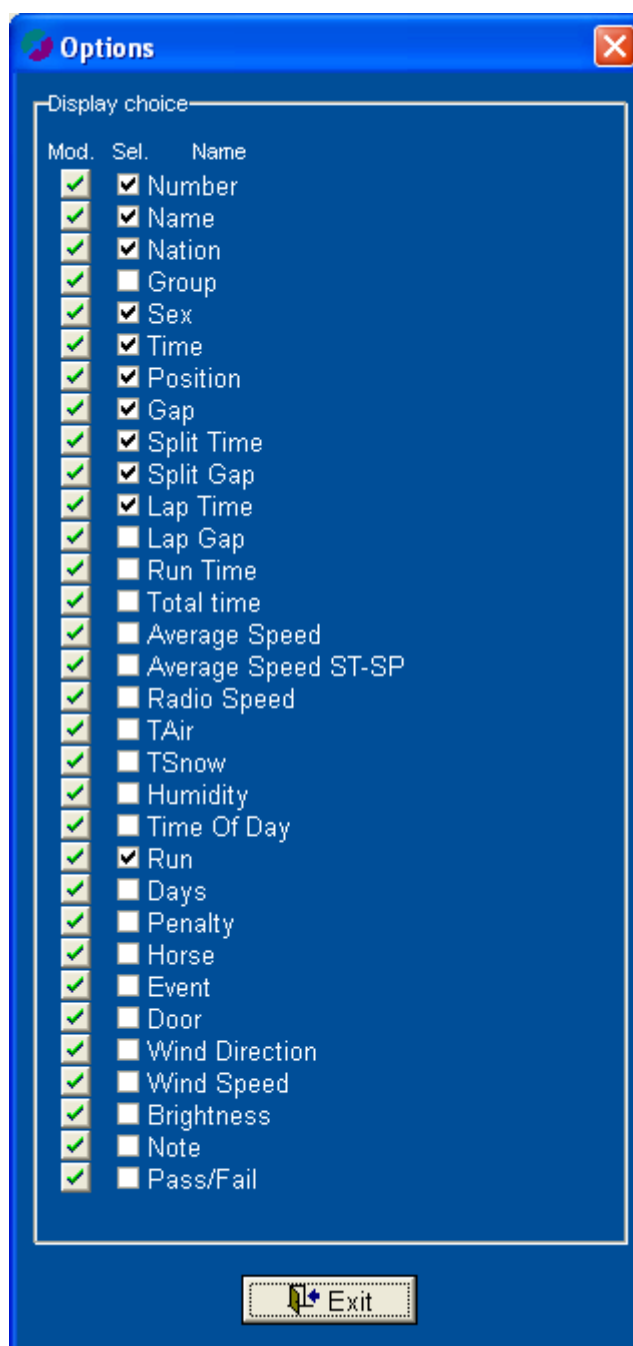 Options
Display choice
Mod. Sel. Name
Number
Name
Nation
Group
Sex
Time
Position
Gap
Split Time
Split Gap
Lap Time
Lap Gap
Run Time
Total time
Average Speed
Average Speed ST-SP
Radio Speed
TAir
TSnow
Humidity
Time Of Day
Run
Days
Penalty
Horse
Event
Door
Wind Direction
Wind Speed
Brightness
Note
Pass/Fail
Exit